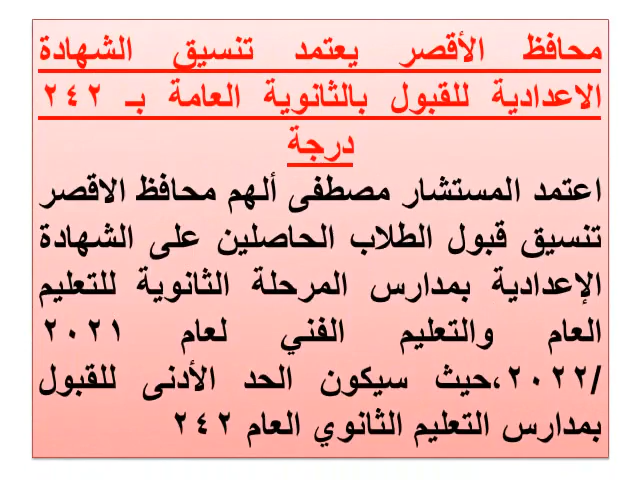 محافظ الأقصر يعتمد تنسيق الشهادة
الاعدادية للقبول بالثانوية العامة بـ ٢٤٢
درجة
اعتمد المستشار مصطفى ألهم محافظ الاقصر
تنسيق قبول الطلاب الحاصلين على الشهادة
الإعدادية بمدارس المرحلة الثانوية للتعليم
العام والتعليم الفني لعام ٢٠٢١
/٢٠٢٢،حيث سيكون الحد الأدنى للقبول
بمدارس التعليم الثانوي العام ٢٤٢